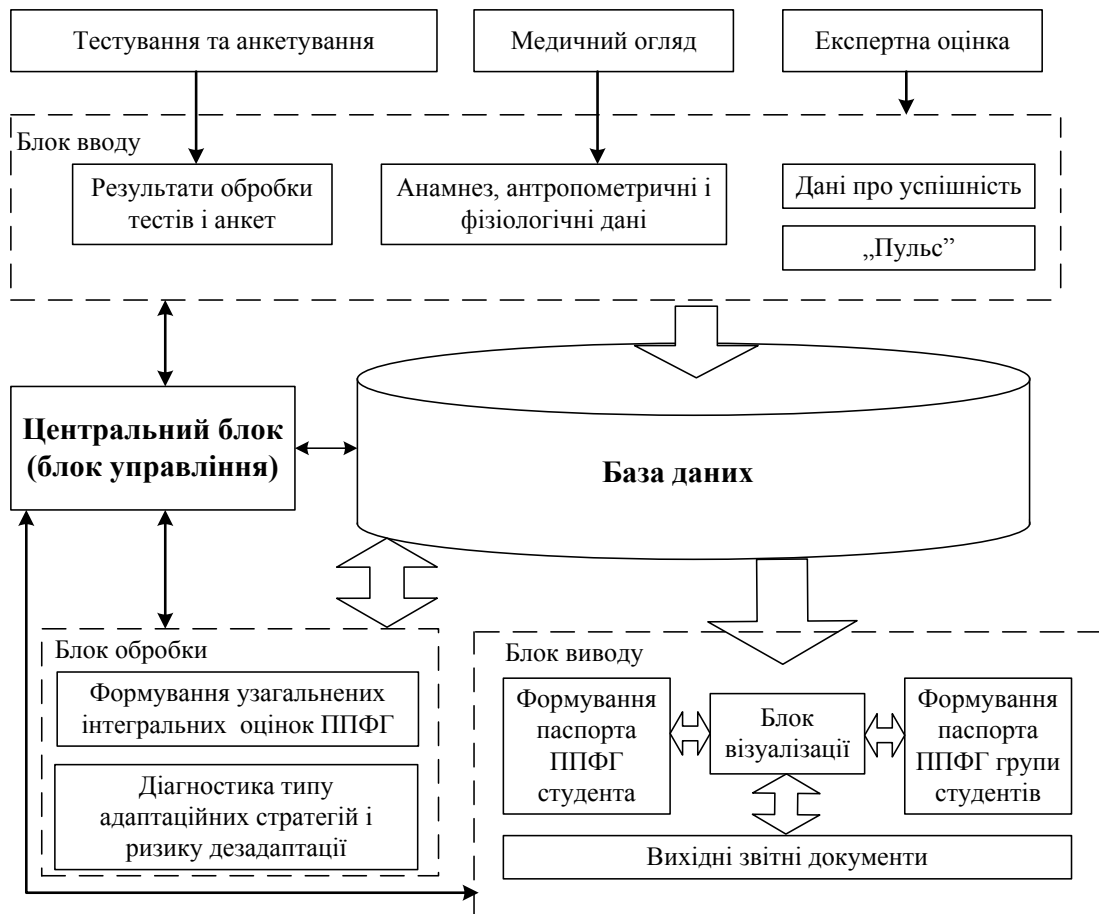 Тестування та анкетування
Медичний огляд
Експертна оцінка
Блок вводу
Результати обробки
тестів і анкет
Анамнез, антропометричні і
фізіологічні дані
Дані про успішність
„Пульс”
Центральний блок
(блок управління)
База даних
Блок обробки
Формування узагальнених
інтегральних оцінок ППФГ
Діагностика типу
адаптаційних стратегій і
ризику дезадаптації
Блок виводу
Формування
паспорта
ППФГ
студента
Блок
візуалізації
Формування
паспорта
ППФГ групи
студентів
Вихідні звітні документи